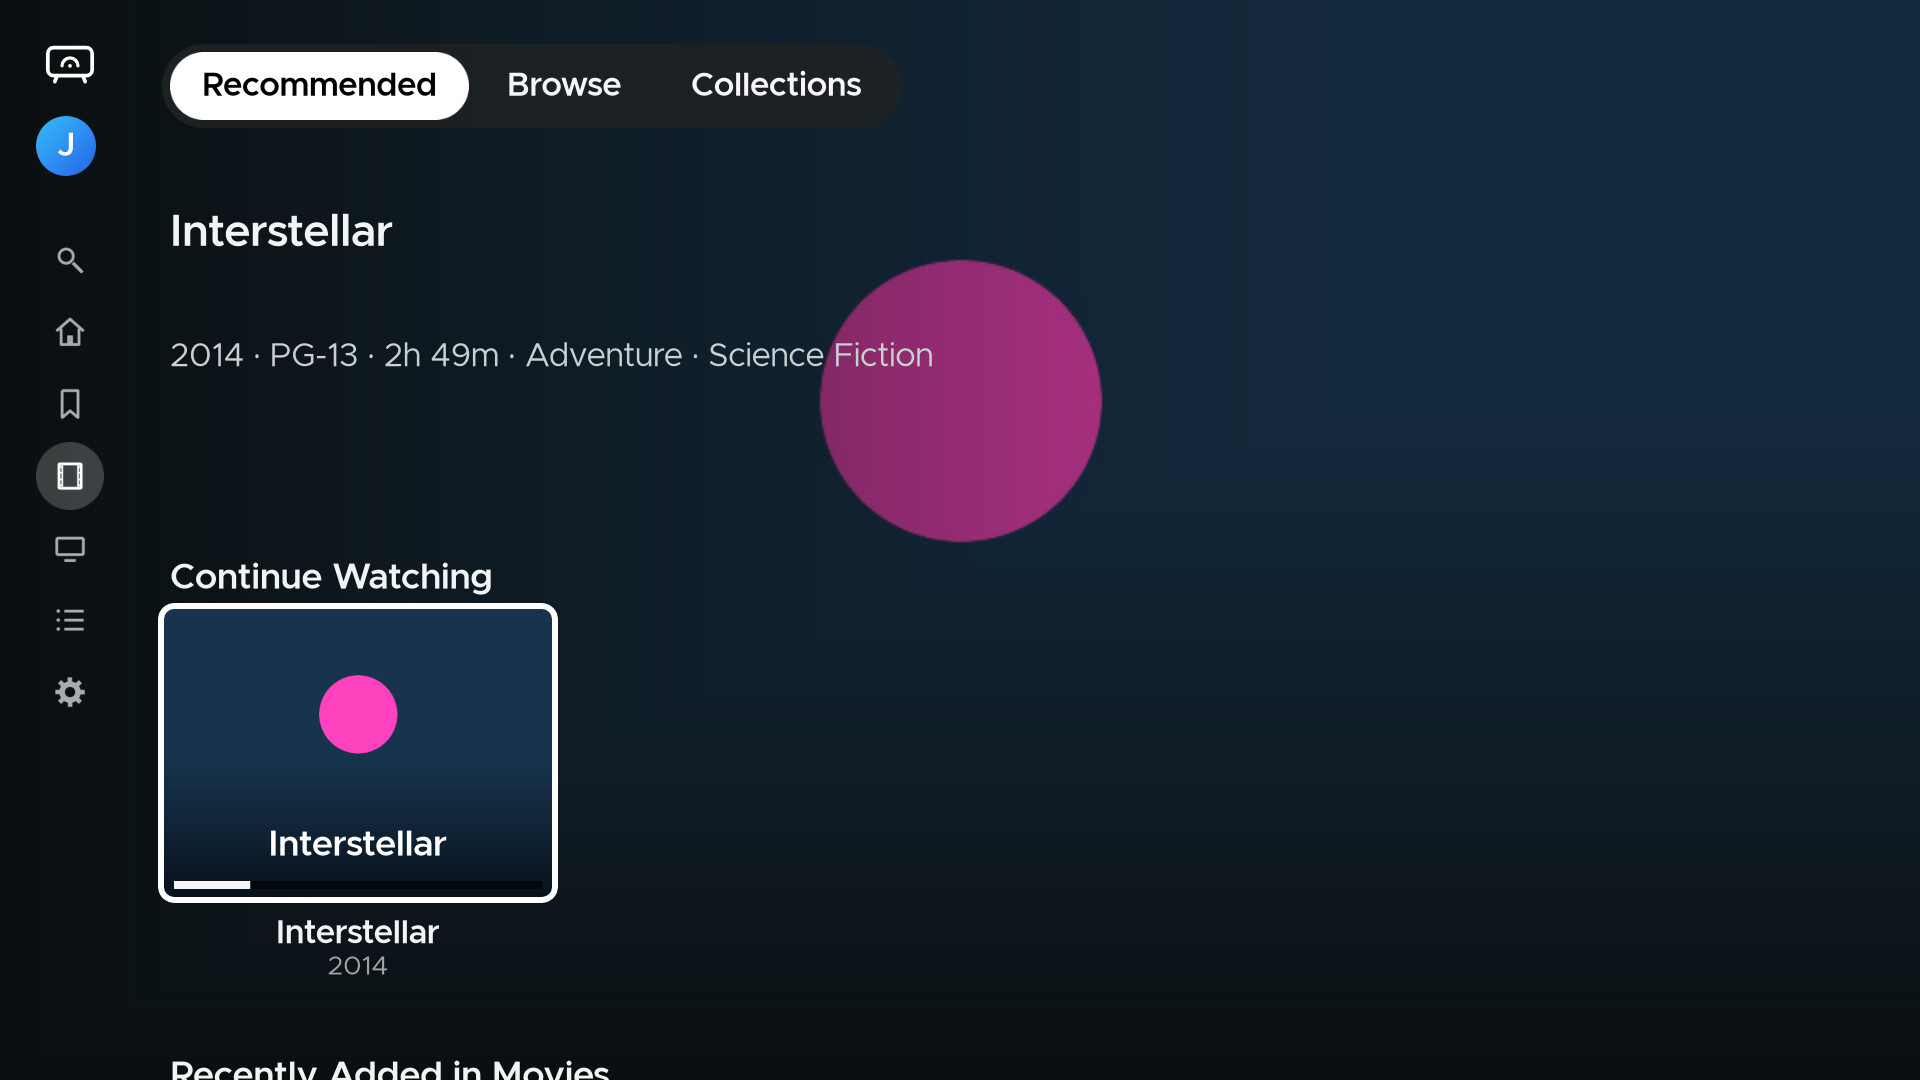 Recommended Browse Collections
J
Interstellar
2014 · PG-13 · 2h 49m · Adventure · Science Fiction
Continue Watching
Interstellar
Interstellar
2014
Recently Added in Movies